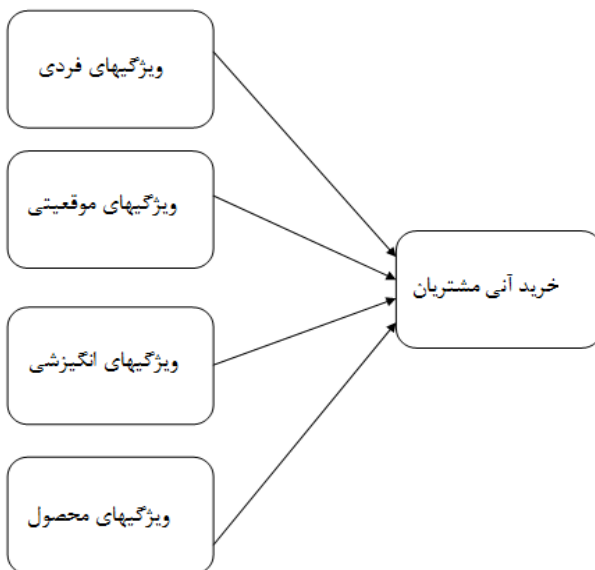 ویژگیهای فردی
ویژگیهای موقعیتی
خرید آنی مشتریان
ویژگیهای انگیزشی
ویژگیهای محصول